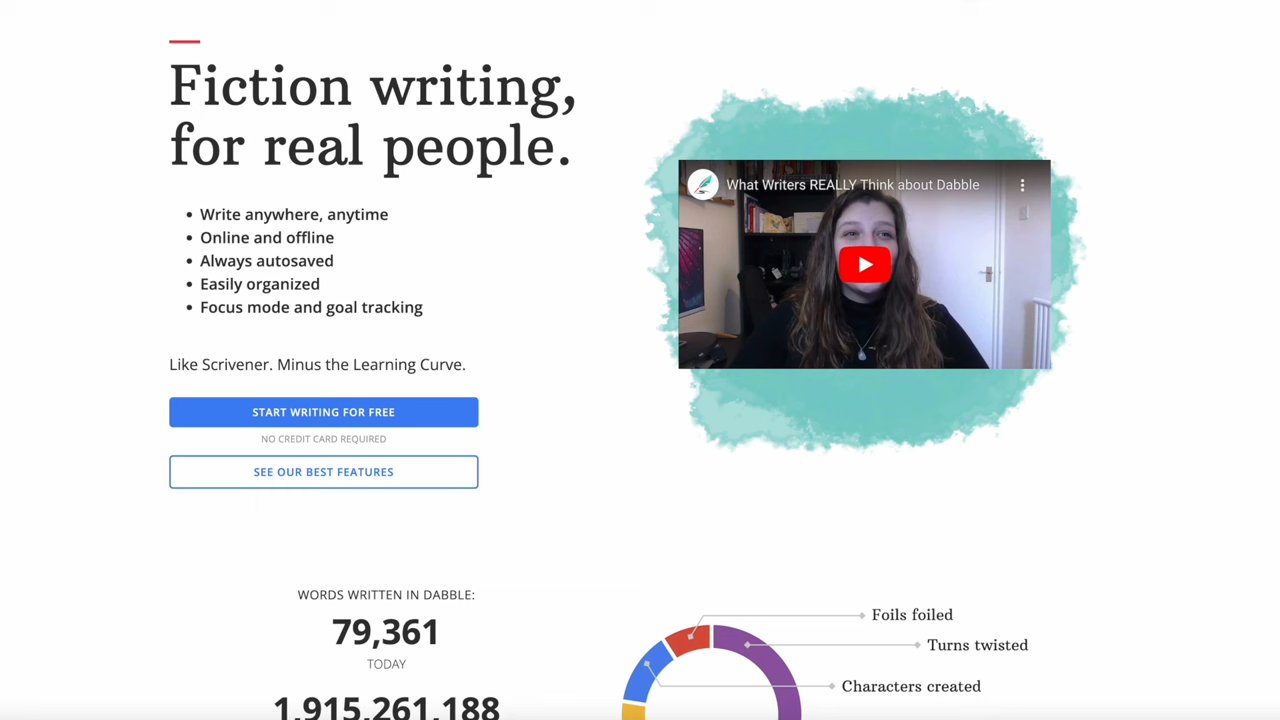 Fiction writing,
for real people.
Write anywhere, anytime
Online and offline
Always autosaved
Easily organized
Focus mode and goal tracking
Like Scrivener. Minus the Learning Curve.
START WRITING FOR FREE
NO CREDIT CARD REQUIRED
SEE OUR BEST FEATURES
What Writers REALLY Think about Dabble
WORDS WRITTEN IN DABBLE:
79,361
TODAY
1,915,261,188
Foils foiled
Turns twisted
Characters created